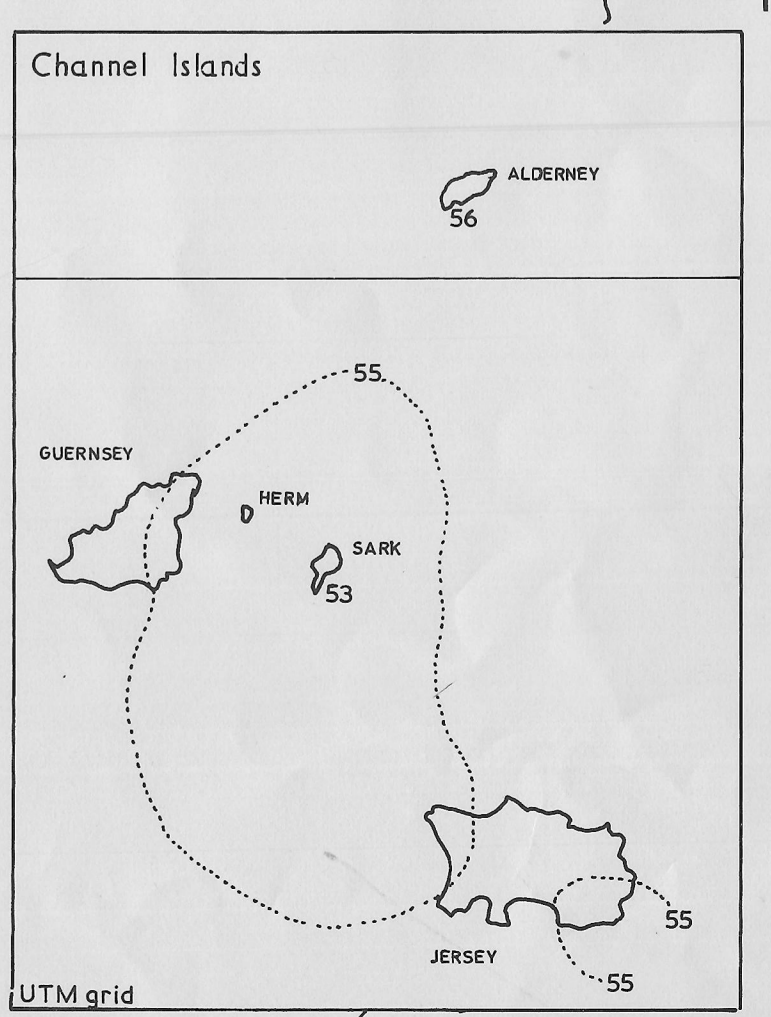 Channel Islands
ALDERNEY
56
55
GUERNSEY
HERM
SARK
53
55
JERSEY
55
UTM grid